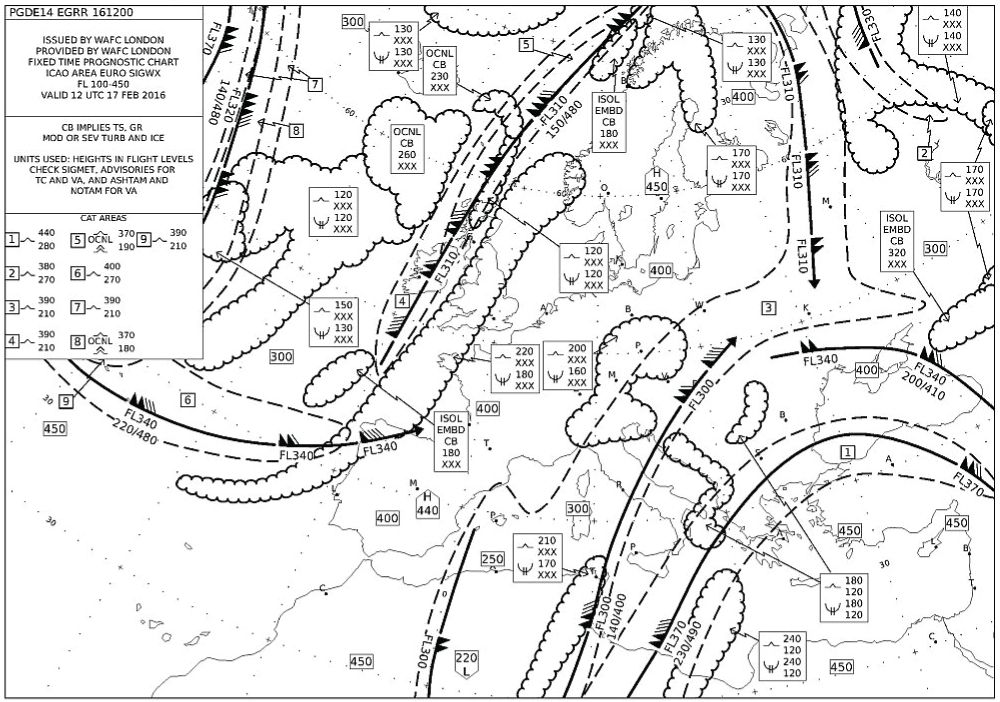 PGDE14 EGRR 161200
ISSUED BY WAFC LONDON
PROVIDED BY WAFC LONDON
FIXED TIME PROGNOSTIC CHART
ICAO AREA EURO SIGWX
FL 100-450
VALID 12 UTC 17 FEB 2016
CB IMPLIES TS, GR
MOD OR SEV TURB AND ICE
UNITS USED: HEIGHTS IN FLIGHT LEVELS
CHECK SIGMET, ADVISORIES FOR
TC AND VA, AND ASHTAM AND
NOTAM FOR VA
CAT AREAS
1 440
280
5 OCNL 370
190
9 390
210
2 380
270
6 400
270
3 390
210
7 390
210
4 390
210
8 OCNL 370
180
FL370
FL320
140/480
7
8
60
300
130
XXX
130
XXX
OCNL
CB
230
XXX
5
OCNL
CB
260
XXX
FL310
150/480
ISOL
EMBD
CB
180
XXX
B
130
XXX
130
XXX
30
400
FL310
FL330
140
XXX
140
XXX
2
170
XXX
170
XXX
170
XXX
170
XXX
H
450
O
FL310
M
ISOL
EMBD
CB
320
XXX
300
FL310
120
XXX
120
XXX
120
XXX
120
XXX
400
FL310
4
150
XXX
130
XXX
A
B
W
3
K
300
220
XXX
180
XXX
200
XXX
160
XXX
P
M
V
FL340
400
FL340
200/410
30
9
6
450
FL340
220/480
FL340
FL340
400
ISOL
EMBD
CB
180
XXX
FL300
B
1
A
FL370
T
M
H
440
L
400
P
R
300
S
450
450
L
B
30
250
210
XXX
170
XXX
P
T
0
C
FL300
140/400
FL370
230/490
180
120
180
120
T
C
FL300
220
L
450
240
120
240
120
450
30